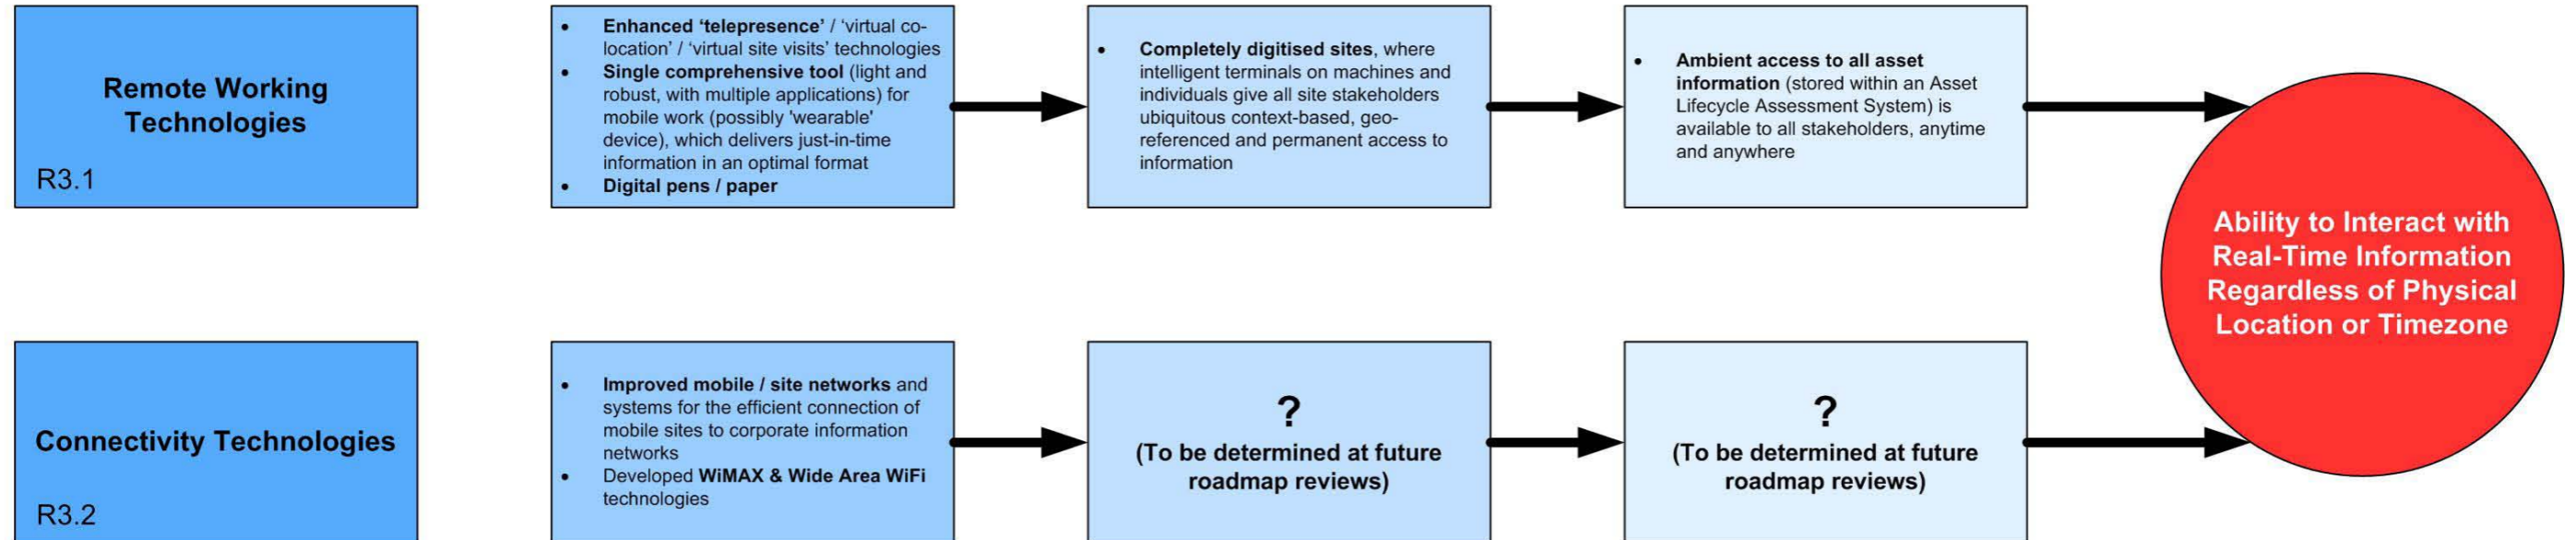 Remote Working
Technologies
R3.1
• Enhanced ‘telepresence’ / ‘virtual co-
location’ / ‘virtual site visits’ technologies
• Single comprehensive tool (light and
robust, with multiple applications) for
mobile work (possibly 'wearable'
device), which delivers just-in-time
information in an optimal format
• Digital pens / paper
• Completely digitised sites, where
intelligent terminals on machines and
individuals give all site stakeholders
ubiquitous context-based, geo-
referenced and permanent access to
information
• Ambient access to all asset
information (stored within an Asset
Lifecycle Assessment System) is
available to all stakeholders, anytime
and anywhere
Ability to Interact with
Real-Time Information
Regardless of Physical
Location or Timezone
Connectivity Technologies
R3.2
• Improved mobile / site networks and
systems for the efficient connection of
mobile sites to corporate information
networks
• Developed WiMAX & Wide Area WiFi
technologies
?
(To be determined at future
roadmap reviews)
?
(To be determined at future
roadmap reviews)